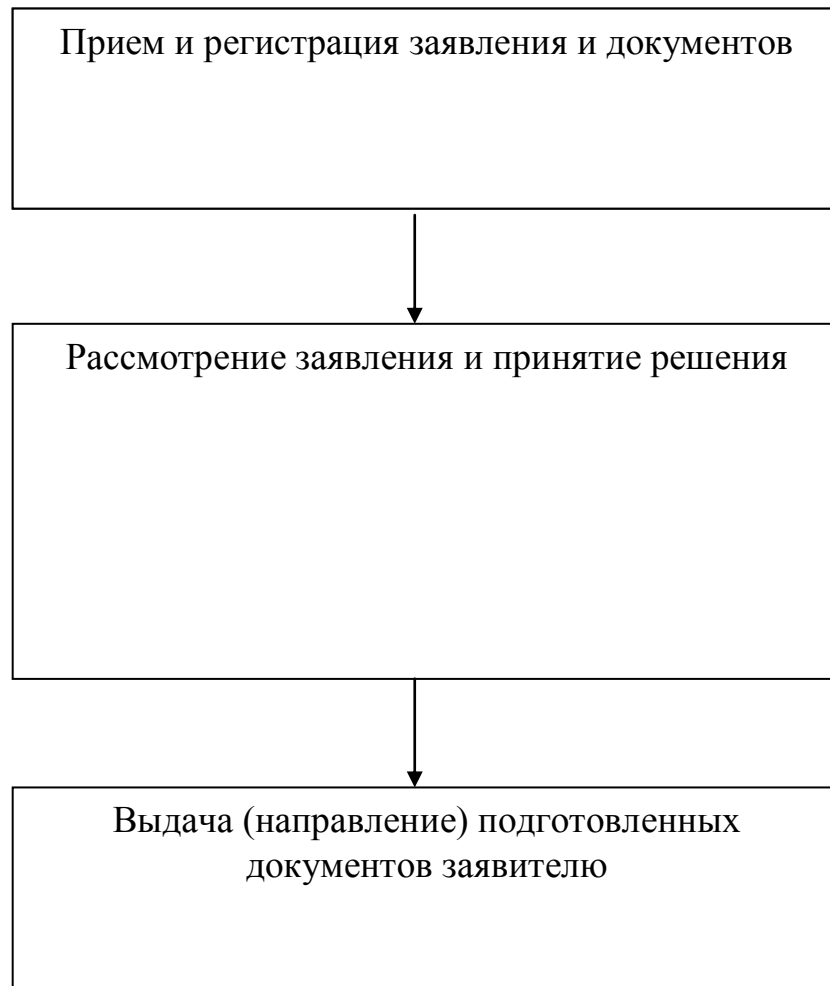 Прием и регистрация заявления и документов
Рассмотрение заявления и принятие решения
Выдача (направление) подготовленных
документов заявителю